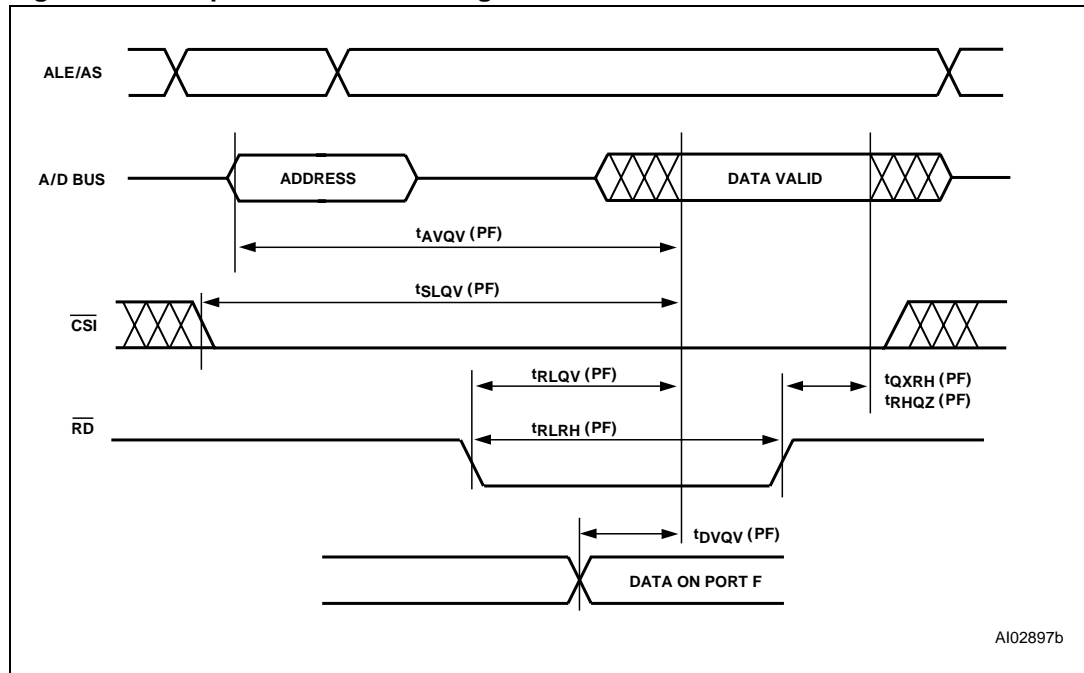 ALE/AS
A/D BUS
ADDRESS
DATA VALID
tAVQV (PF)
tSLQV (PF)
CSI
tRLQV (PF)
tQXRH (PF)
tRHQZ (PF)
RD
tRLRH (PF)
tDVQV (PF)
DATA ON PORT F
AI02897b